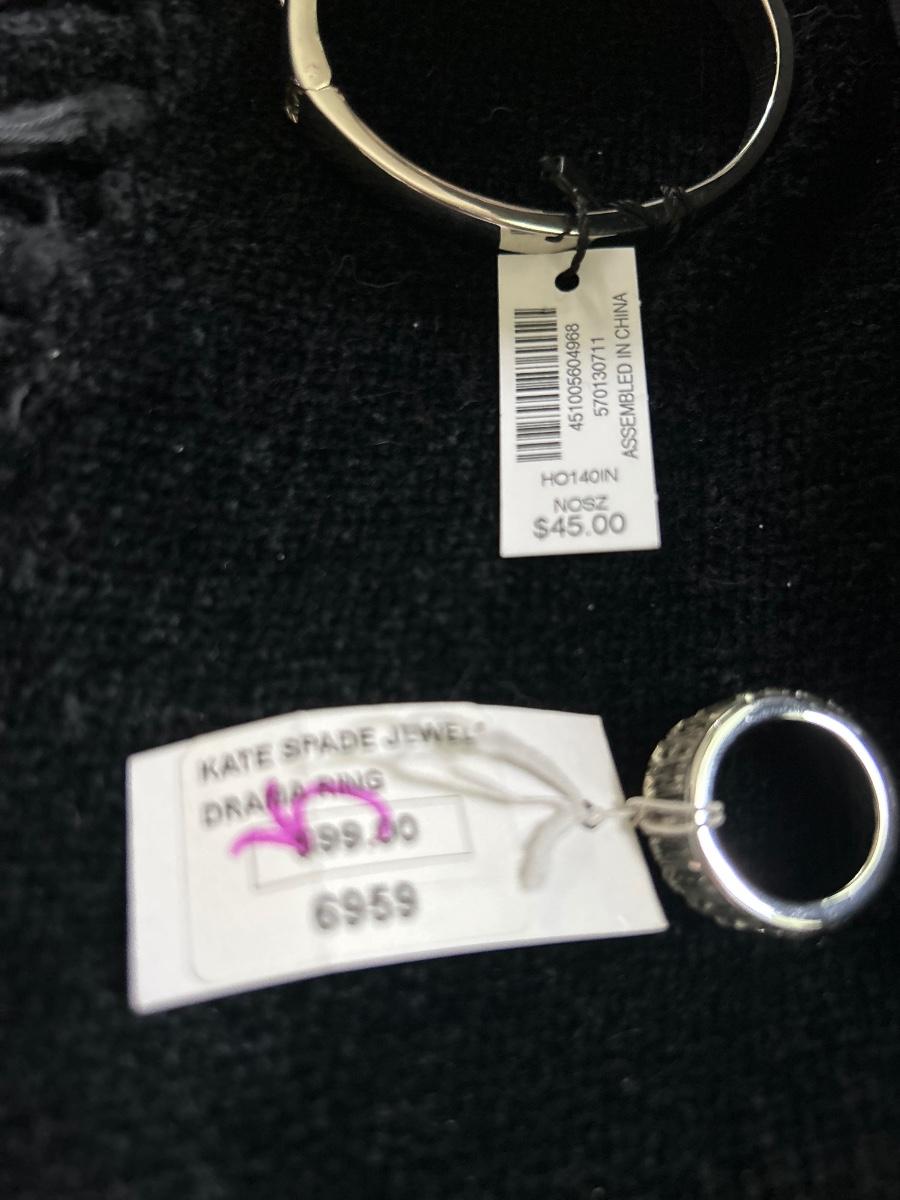 451005604968
570130711
ASSEMBLED IN CHINA
HO140IN
NOSZ
$45.00
KATE SPADE JEWEL
DRAMA RING
$99.00
6959